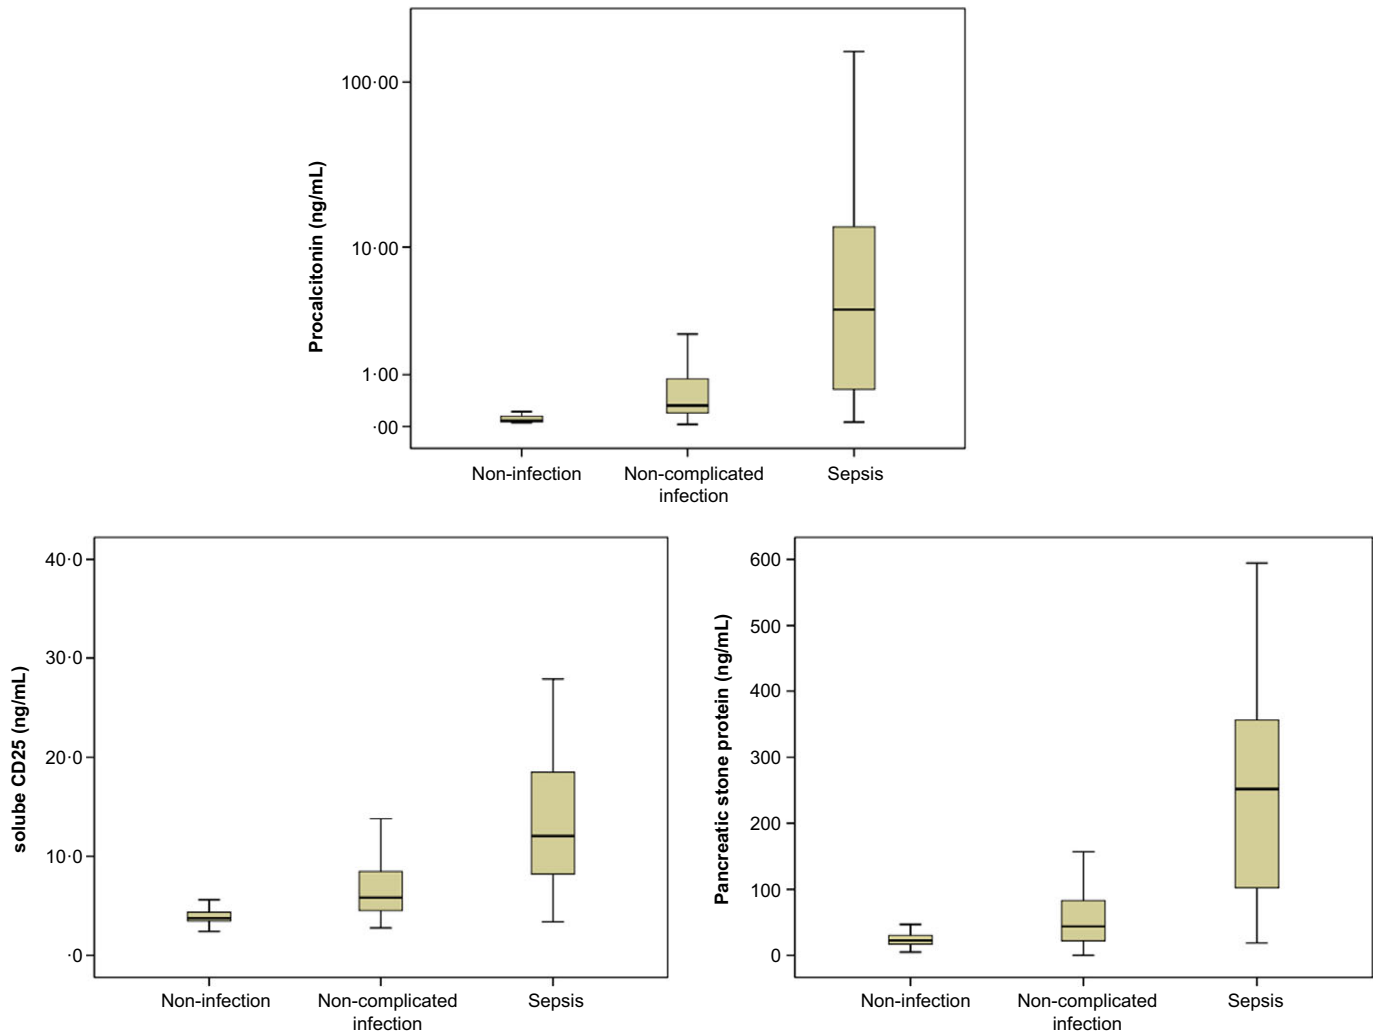 Procalcitonin (ng/mL)
100·00
10·00
1·00
·00
Non-infection
Non-complicated
infection
Sepsis
solube CD25 (ng/mL)
40·0
30·0
20·0
10·0
·0
Non-infection
Non-complicated
infection
Sepsis
Pancreatic stone protein (ng/mL)
600
500
400
300
200
100
0
Non-infection
Non-complicated
infection
Sepsis